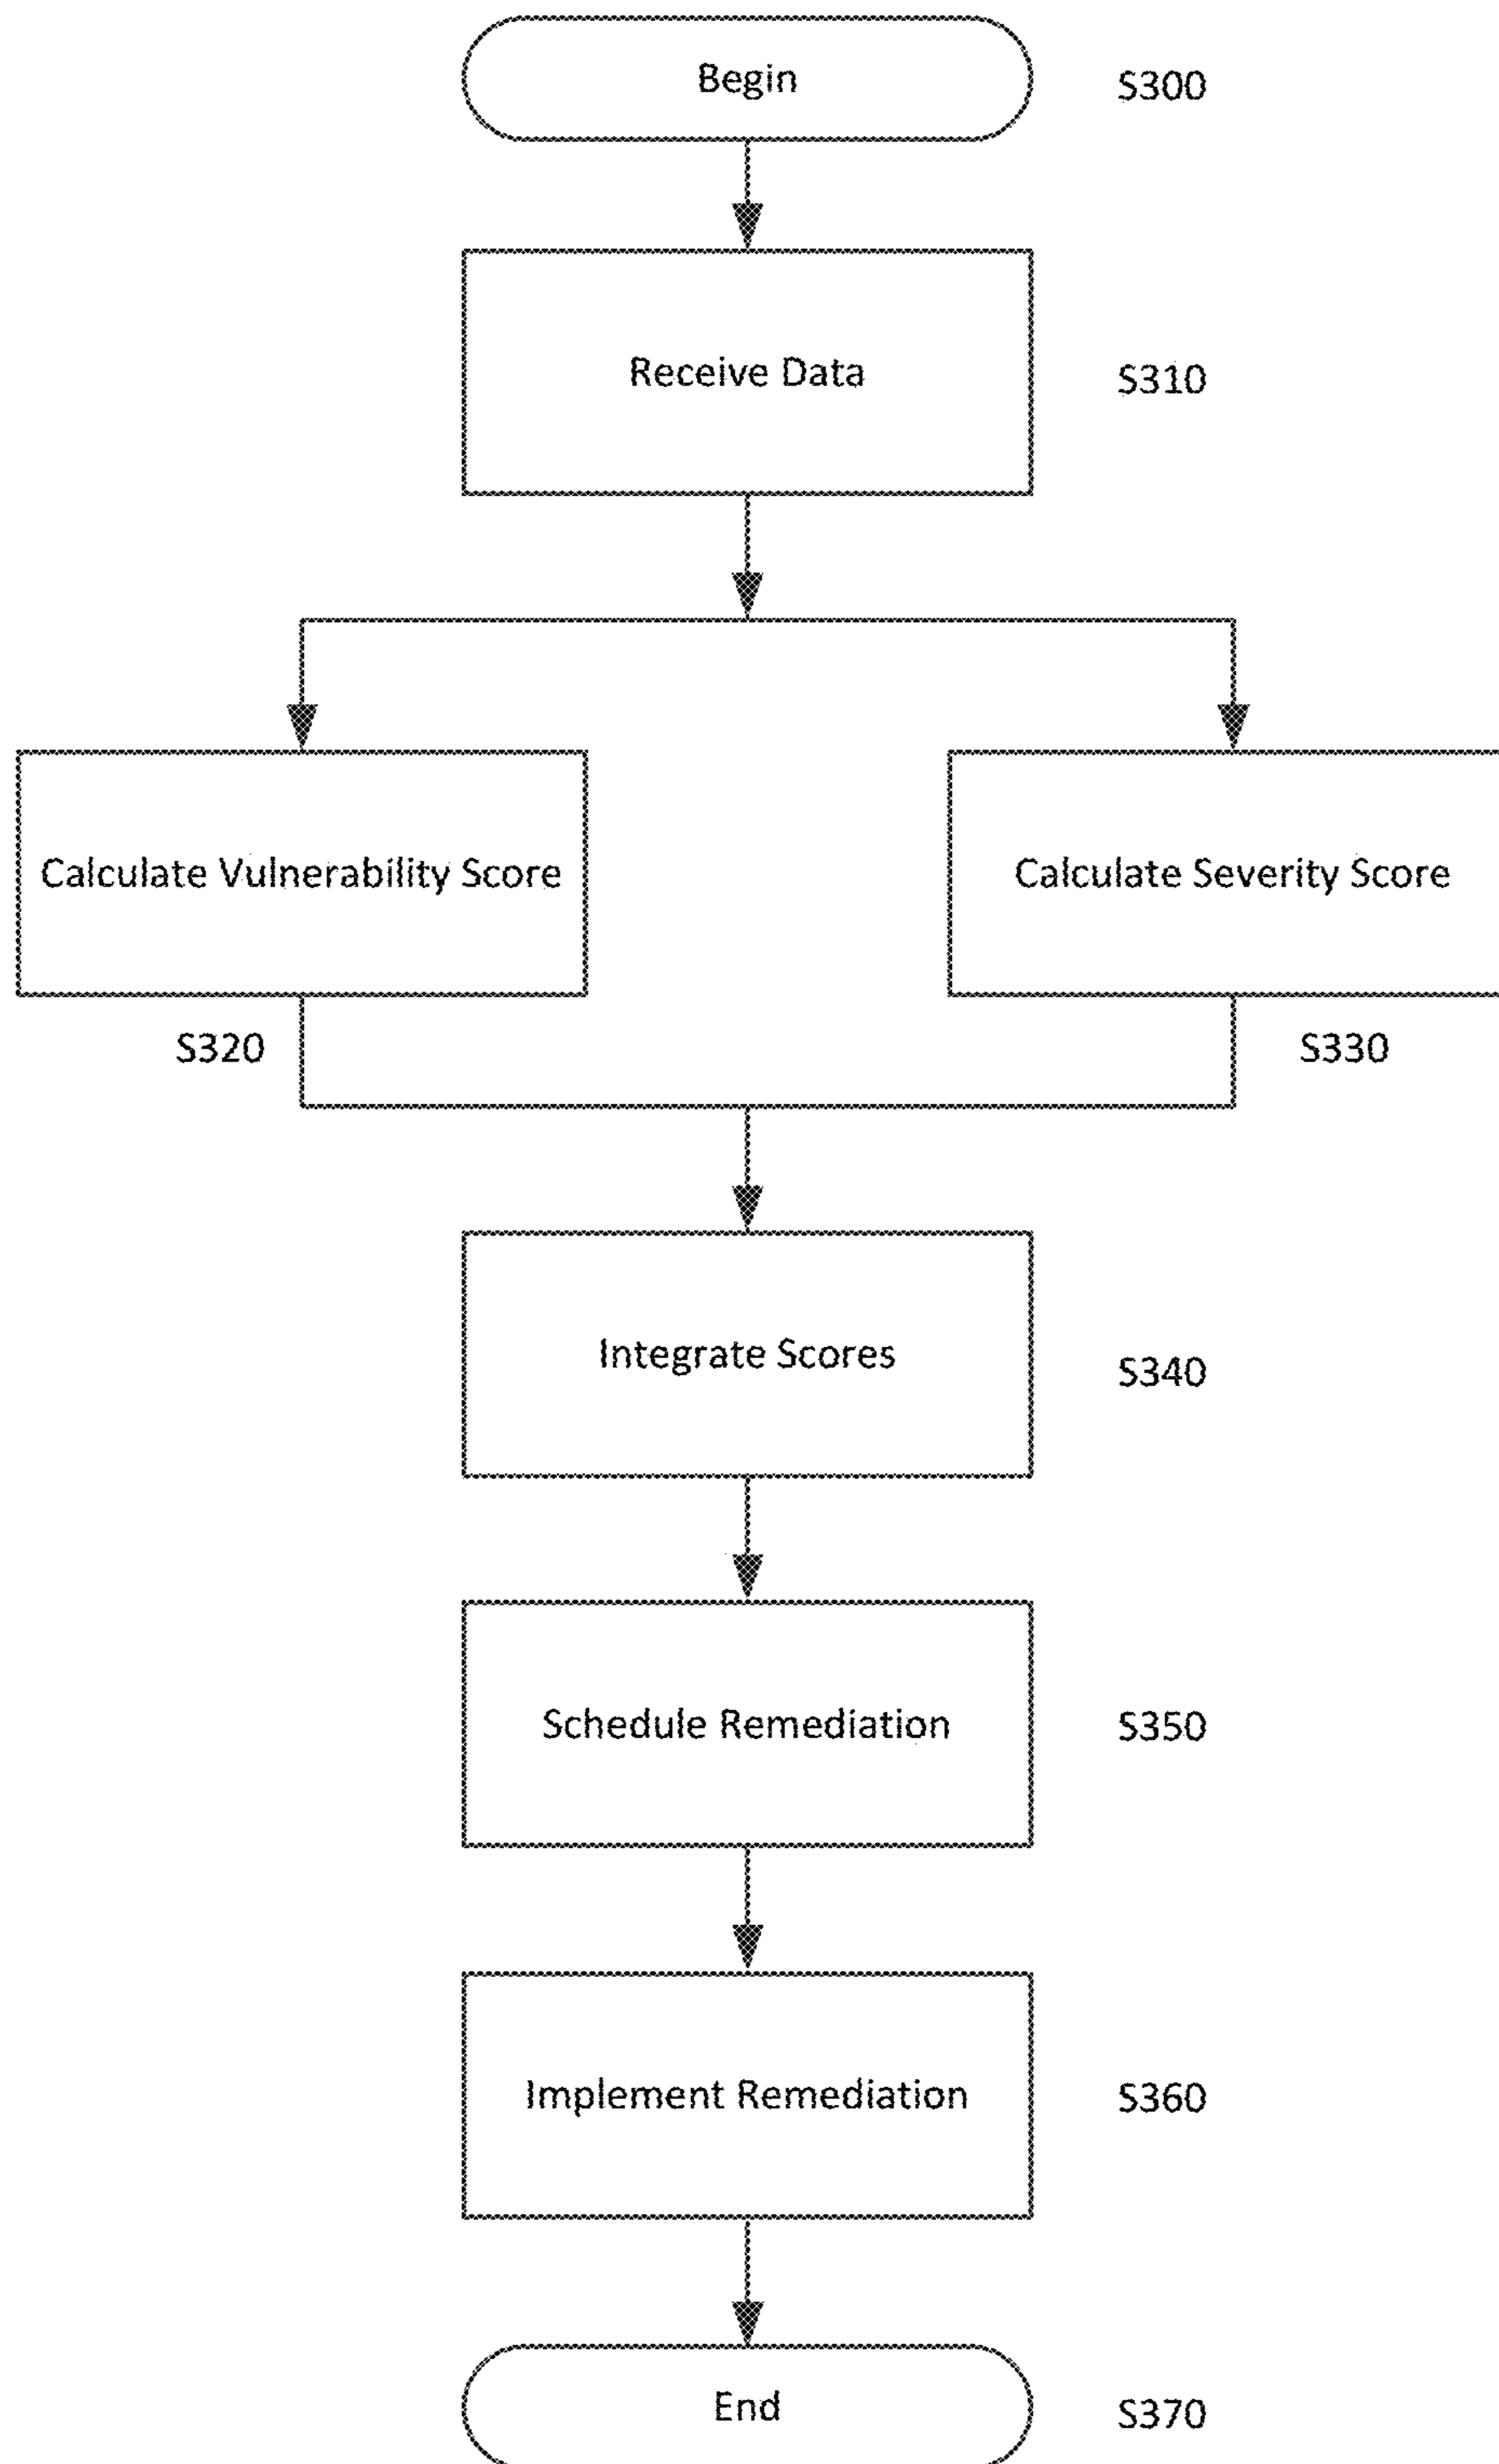 Begin
S300
Receive Data
S310
Calculate Vulnerability Score
Calculate Severity Score
S320
S330
Integrate Scores
S340
Schedule Remediation
S350
Implement Remediation
S360
End
S370